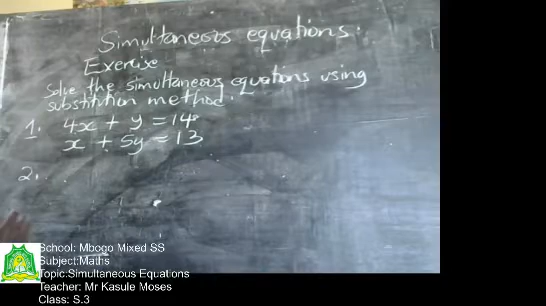 Simultaneous equations.
Exercise
Solve the simultaneous equations using
substitution method.
1. 4x + y = 14
x + 5y = 13
2.
School: Mbogo Mixed SS
Subject:Maths
Topic:Simultaneous Equations
Teacher: Mr Kasule Moses
Class: S.3